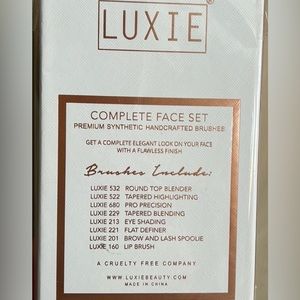 LUXIE®
COMPLETE FACE SET
PREMIUM SYNTHETIC HANDCRAFTED BRUSHES
GET A COMPLETE ELEGANT LOOK ON YOUR FACE
WITH A FLAWLESS FINISH
Brushes Include:
LUXIE 532 ROUND TOP BLENDER
LUXIE 522 TAPERED HIGHLIGHTING
LUXIE 680 PRO PRECISION
LUXIE 229 TAPERED BLENDING
LUXIE 213 EYE SHADING
LUXIE 221 FLAT DEFINER
LUXIE 201 BROW AND LASH SPOOLIE
LUXIE 160 LIP BRUSH
A CRUELTY FREE COMPANY
WWW.LUXIEBEAUTY.COM
MADE IN CHINA